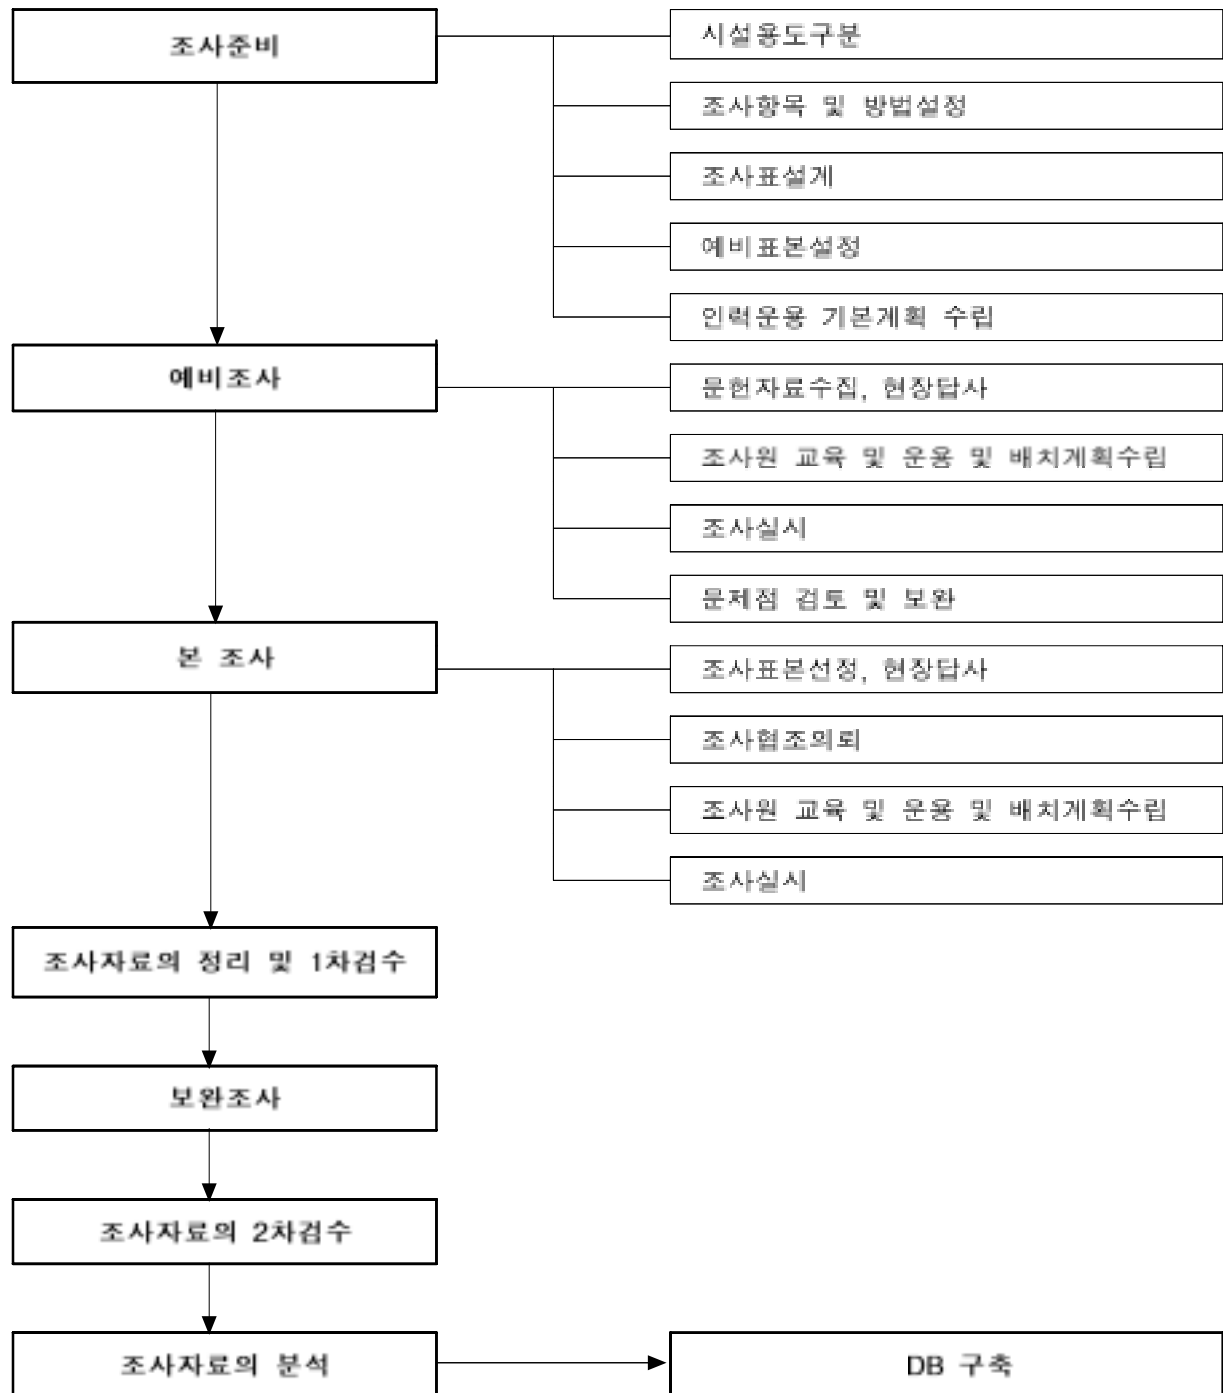 조사준비
시설용도구분
조사항목 및 방법설정
조사표설계
예비표본설정
인력운용 기본계획 수립
예비조사
문헌자료수집, 현장답사
조사원 교육 및 운용 및 배치계획수립
조사실시
문제점 검토 및 보완
본 조사
조사표본선정, 현장답사
조사협조의뢰
조사원 교육 및 운용 및 배치계획수립
조사실시
조사자료의 정리 및 1차검수
보완조사
조사자료의 2차검수
조사자료의 분석
DB 구축